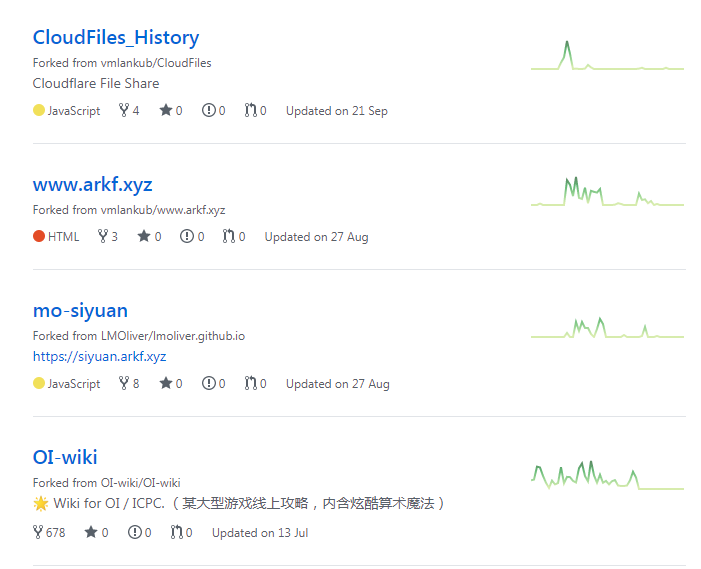 CloudFiles_History
Forked from vmlankub/CloudFiles
Cloudflare File Share
JavaScript 4 0 0 0 Updated on 21 Sep
www.arkf.xyz
Forked from vmlankub/www.arkf.xyz
HTML 3 0 0 0 Updated on 27 Aug
mo-siyuan
Forked from LMOliver/lmoliver.github.io
https://siyuan.arkf.xyz
JavaScript 8 0 0 0 Updated on 27 Aug
OI-wiki
Forked from OI-wiki/OI-wiki
🌟 Wiki for OI / ICPC. （某大型游戏线上攻略，内含炫酷算术魔法）
678 0 0 0 Updated on 13 Jul